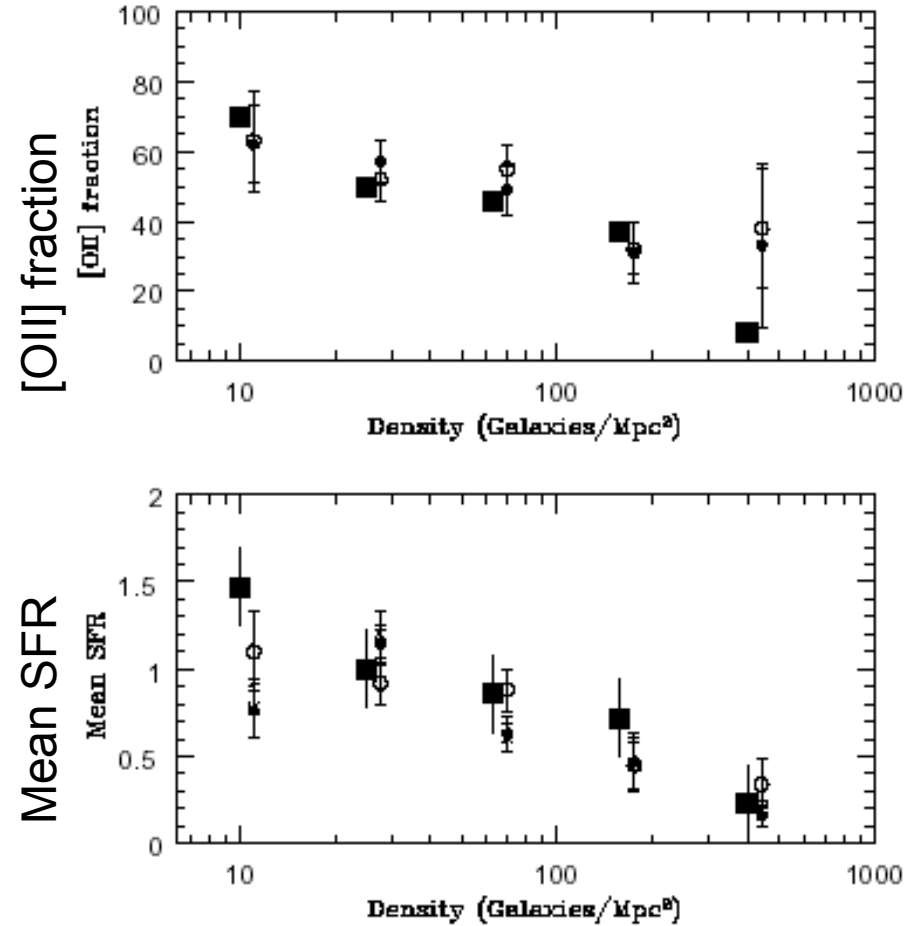 [OII] fraction
[OII] fraction
100
80
60
40
20
0
10
100
1000
Density (Galaxies/Mpc²)
Mean SFR
Mean SFR
2
1.5
1
0.5
0
10
100
1000
Density (Galaxies/Mpc²)